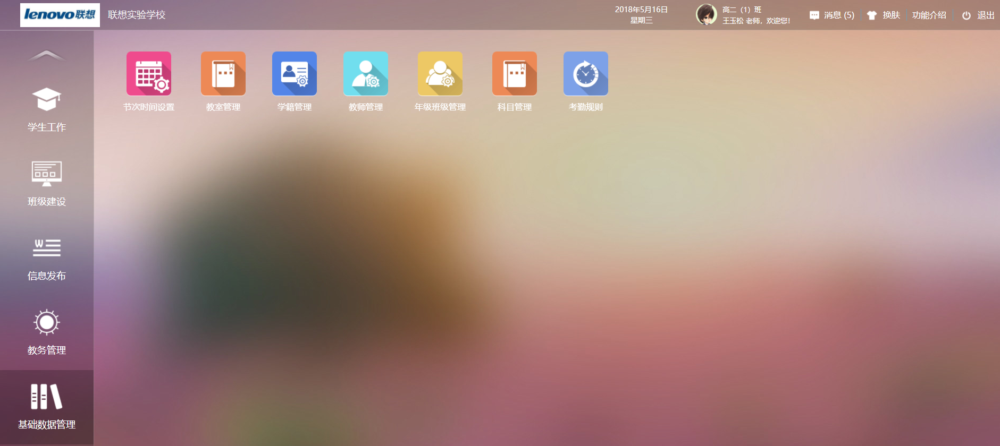 lenovo联想
联想实验学校
2018年5月16日
星期三
高二（1）班
王玉松 老师，欢迎您！
消息 (5)
换肤
功能介绍
退出
学生工作
班级建设
W
信息发布
教务管理
基础数据管理
节次时间设置
教室管理
学籍管理
教师管理
年级班级管理
科目管理
考勤规则